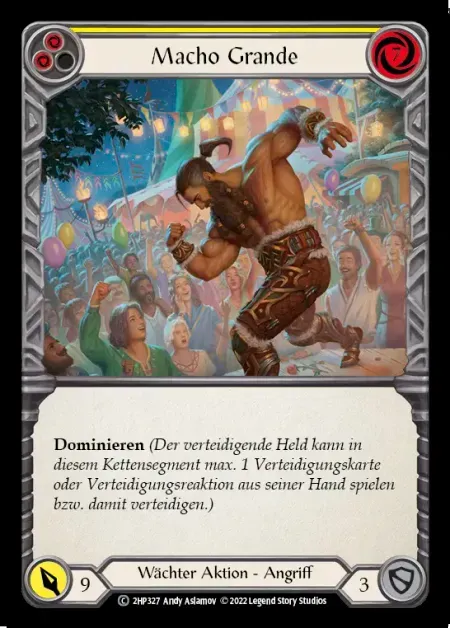 Macho Grande
7
Dominieren (Der verteidigende Held kann in
diesem Kettensegment max. 1 Verteidigungskarte
oder Verteidigungsreaktion aus seiner Hand spielen
bzw. damit verteidigen.)
9
Wächter Aktion - Angriff
3
C 2HP327 Andy Aslamov © 2022 Legend Story Studios